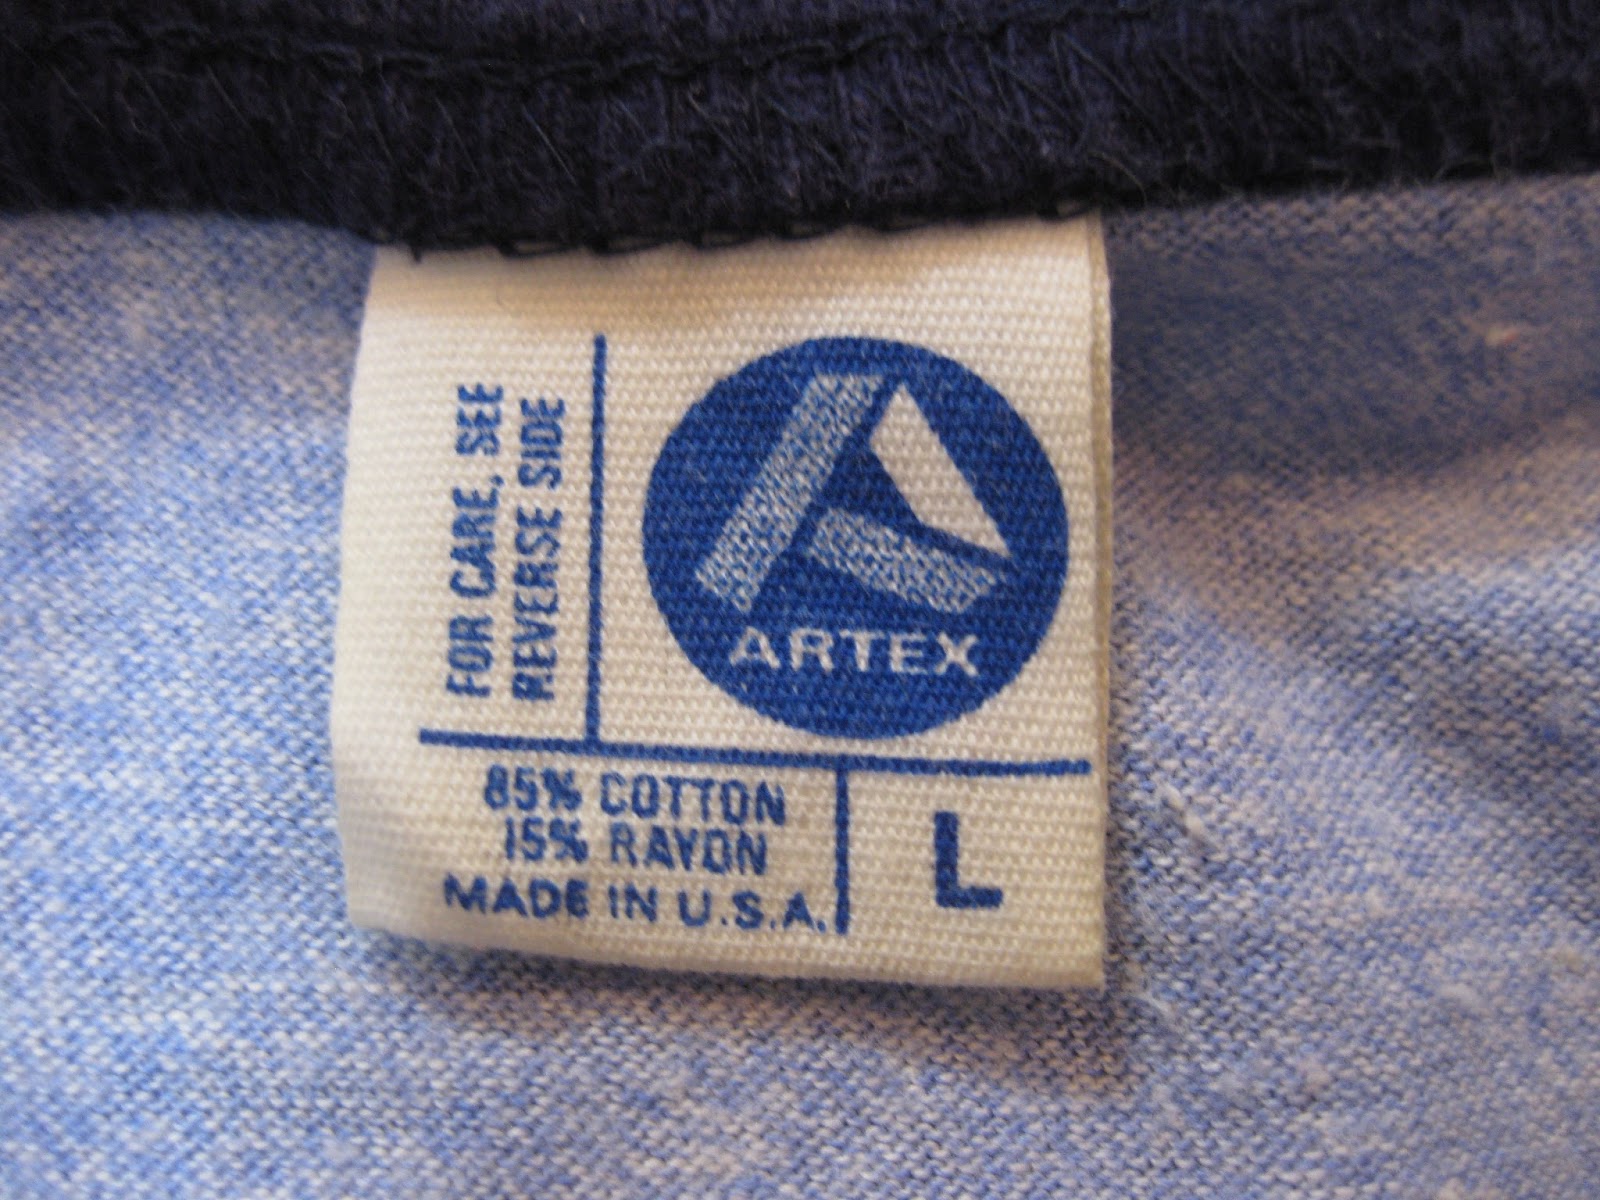 FOR CARE, SEE
REVERSE SIDE
ARTEX
85% COTTON
15% RAYON
MADE IN U.S.A.
L